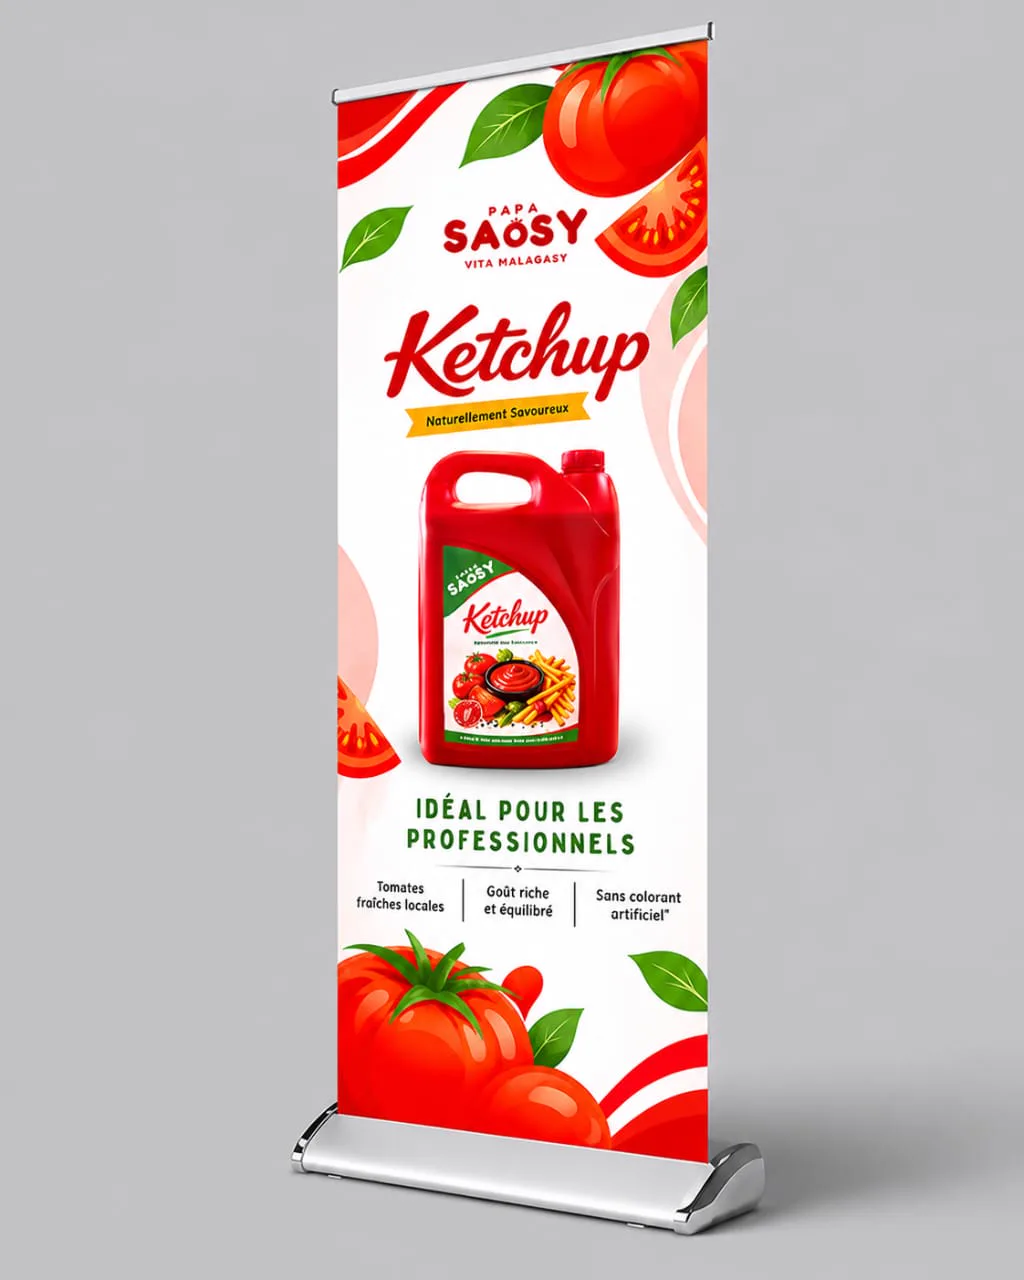 PAPA
SAOSY
VITA MALAGASY
Ketchup
Naturellement Savoureux
SAOSY
Ketchup
IDÉAL POUR LES
PROFESSIONNELS
Tomates
fraîches locales
Goût riche
et équilibré
Sans colorant
artificiel"